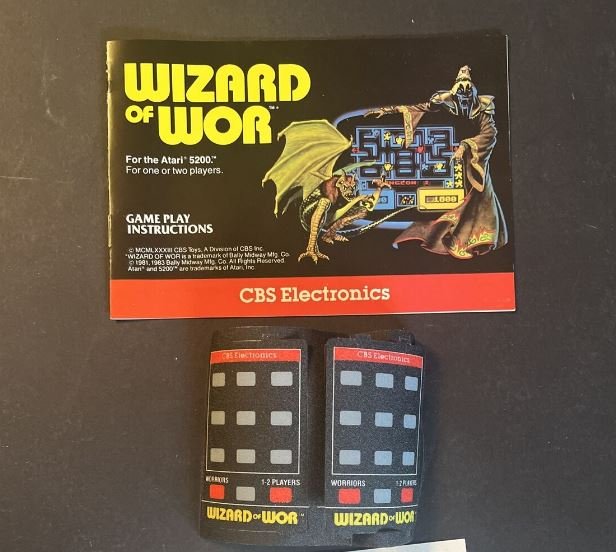 WIZARD
OF WOR™*
For the Atari® 5200.™
For one or two players.
GAME PLAY
INSTRUCTIONS
© MCMLXXXIII CBS Toys, A Division of CBS Inc.
*WIZARD OF WOR is a trademark of Bally Midway Mfg. Co.
© 1981, 1983 Bally Midway Mfg. Co. All Rights Reserved.
Atari® and 5200™ are trademarks of Atari, Inc.
CBS Electronics
CBS Electronics
WORRIORS 1-2 PLAYERS
WIZARD OF WOR™
CBS Electronics
WORRIORS 1-2 PLAYERS
WIZARD OF WOR